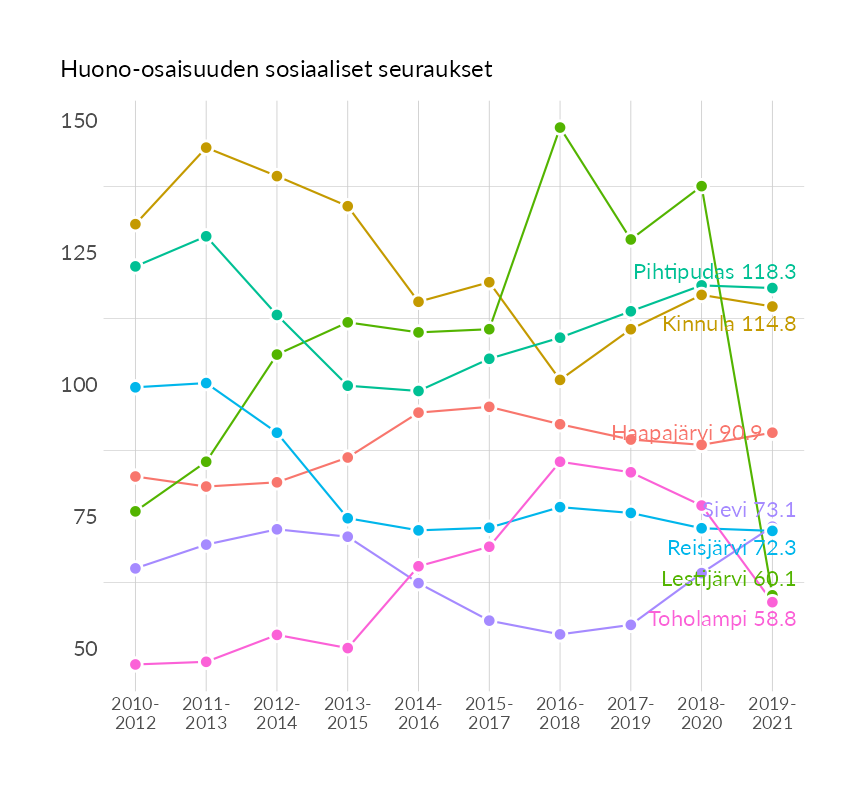 Huono-osaisuuden sosiaaliset seuraukset
150
125
100
75
50
Pihtipudas 118.3
Kinnula 114.8
Haapajärvi 90.9
Sievi 73.1
Reisjärvi 72.3
Lestijärvi 60.1
Toholampi 58.8
2010- 2011- 2012- 2013- 2014- 2015- 2016- 2017- 2018- 2019-
2012 2013 2014 2015 2016 2017 2018 2019 2020 2021